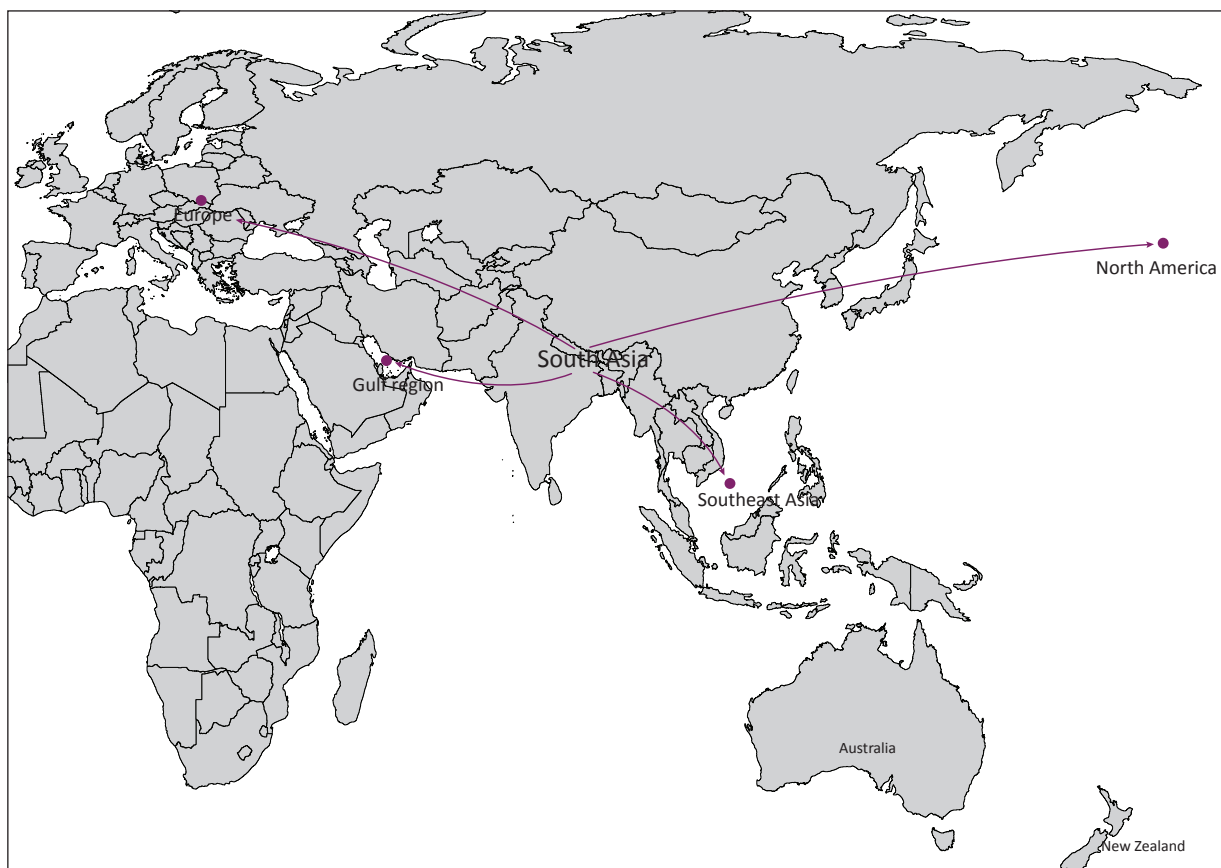 Europe
North America
South Asia
Gulf region
Southeast Asia
Australia
New Zealand